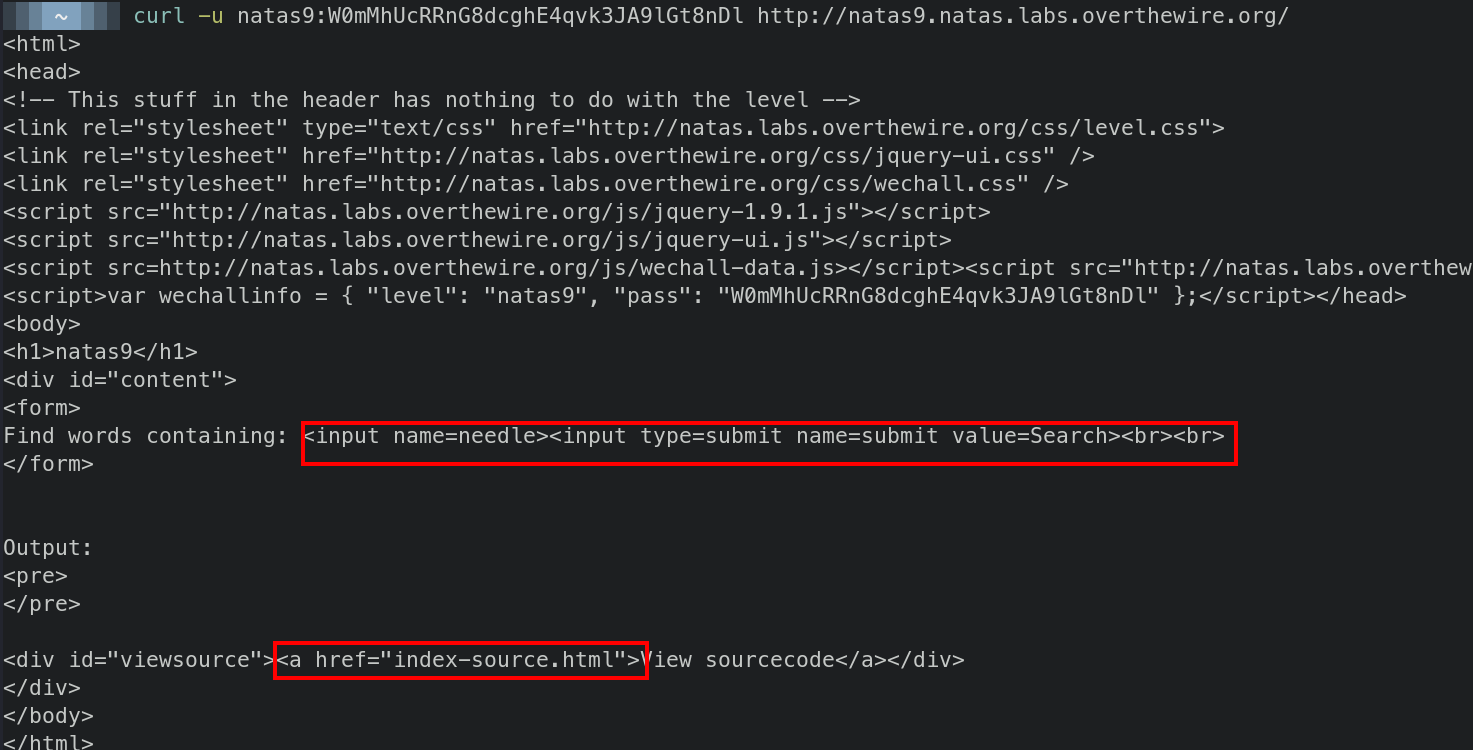 ~ curl -u natas9:W0mMhUcRRnG8dcghE4qvk3JA9lGt8nDl http://natas9.natas.labs.overthewire.org/
<html>
<head>
<!-- This stuff in the header has nothing to do with the level -->
<link rel="stylesheet" type="text/css" href="http://natas.labs.overthewire.org/css/level.css">
<link rel="stylesheet" href="http://natas.labs.overthewire.org/css/jquery-ui.css" />
<link rel="stylesheet" href="http://natas.labs.overthewire.org/css/wechall.css" />
<script src="http://natas.labs.overthewire.org/js/jquery-1.9.1.js"></script>
<script src="http://natas.labs.overthewire.org/js/jquery-ui.js"></script>
<script src=http://natas.labs.overthewire.org/js/wechall-data.js></script><script src="http://natas.labs.overthew
<script>var wechallinfo = { "level": "natas9", "pass": "W0mMhUcRRnG8dcghE4qvk3JA9lGt8nDl" };</script></head>
<body>
<h1>natas9</h1>
<div id="content">
<form>
Find words containing: <input name=needle><input type=submit name=submit value=Search><br><br>
</form>
Output:
<pre>
</pre>
<div id="viewsource"><a href="index-source.html">View sourcecode</a></div>
</div>
</body>
</html>